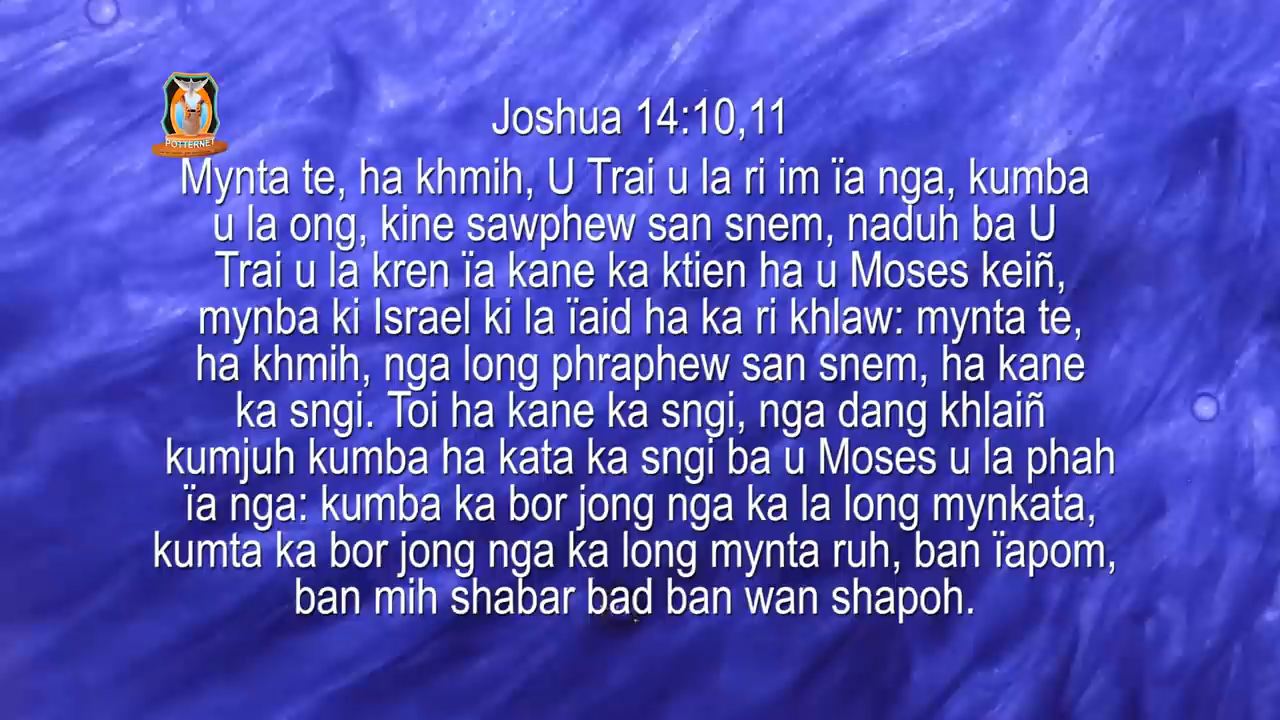 POTTERNET
Joshua 14:10,11
Mynta te, ha khmih, U Trai u la ri im ïa nga, kumba
u la ong, kine sawphew san snem, naduh ba U
Trai u la kren ïa kane ka ktien ha u Moses keiñ,
mynba ki Israel ki la ïaid ha ka ri khlaw: mynta te,
ha khmih, nga long phraphew san snem, ha kane
ka sngi. Toi ha kane ka sngi, nga dang khlaiñ
kumjuh kumba ha kata ka sngi ba u Moses u la phah
ïa nga: kumba ka bor jong nga ka la long mynkata,
kumta ka bor jong nga ka long mynta ruh, ban ïapom,
ban mih shabar bad ban wan shapoh.